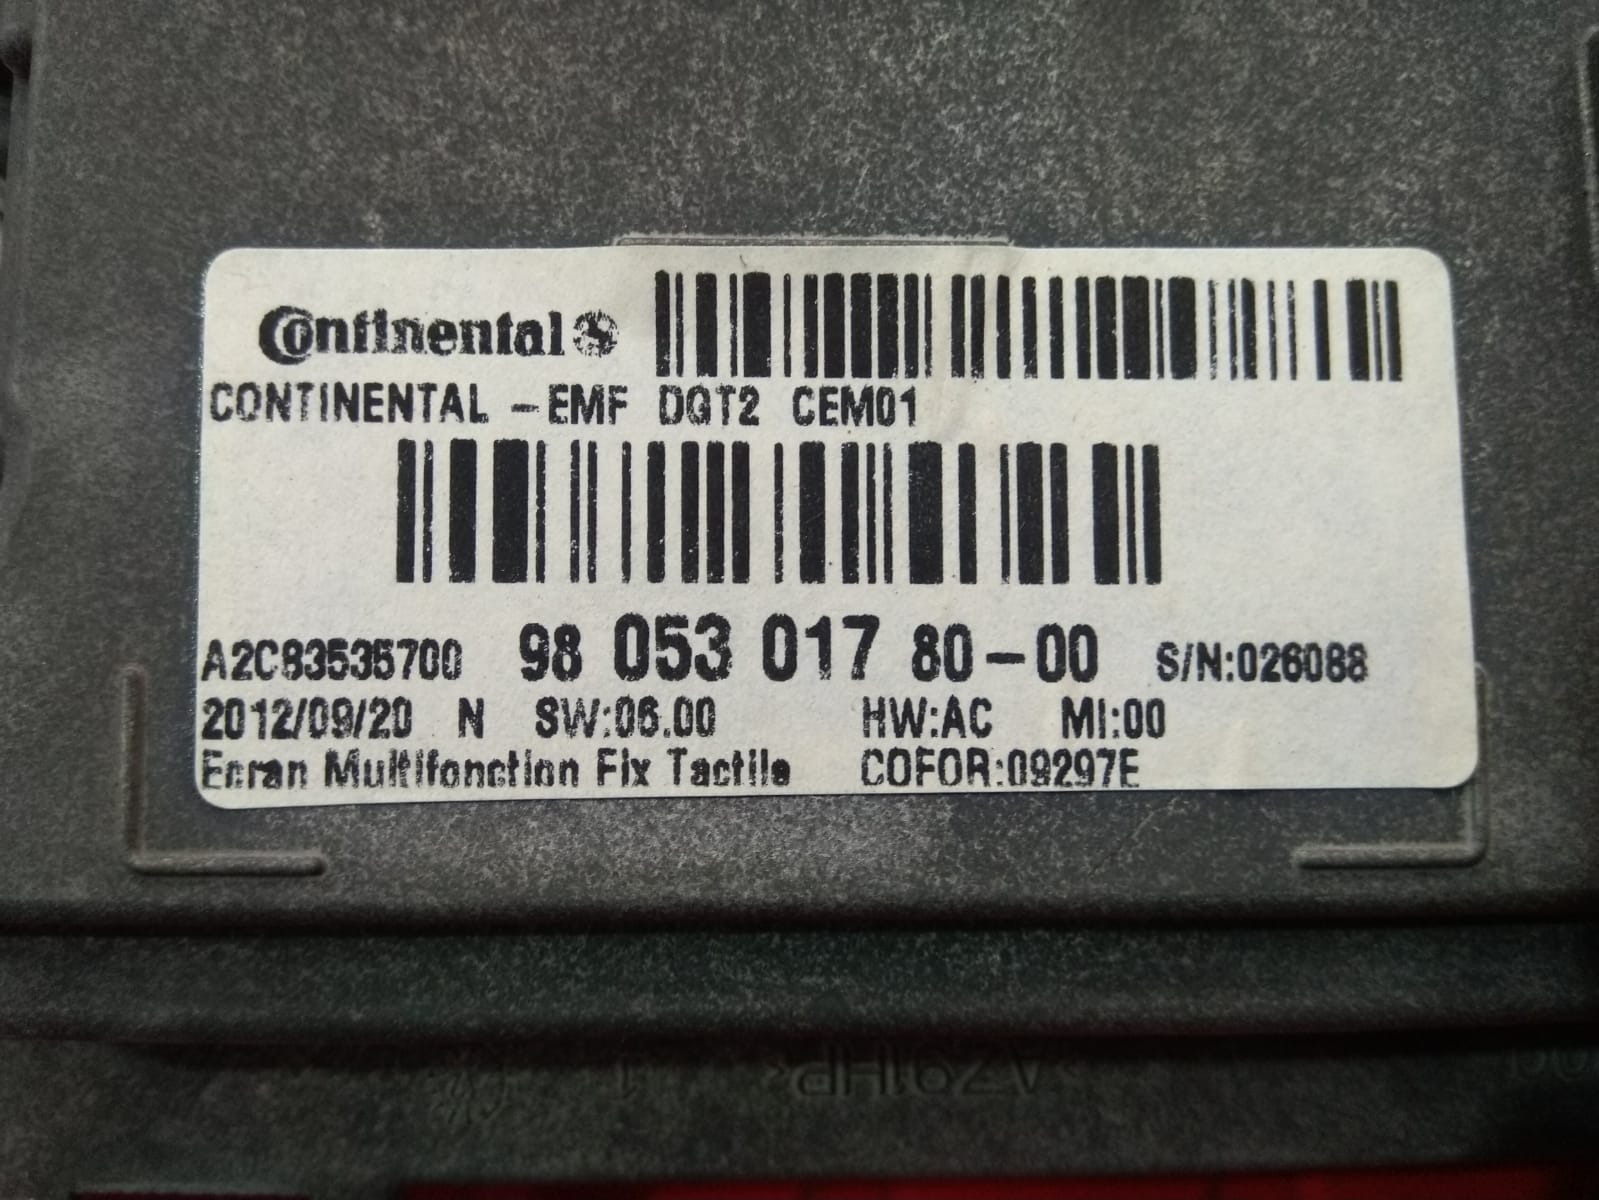 Continental
CONTINENTAL -EMF DGT2 CEM01
A2C83535700 98 053 017 80-00 S/N:026088
2012/09/20 N SW:06.00 HW:AC MI:00
Ecran Multifonction Fix Tactile COFOR:09297E